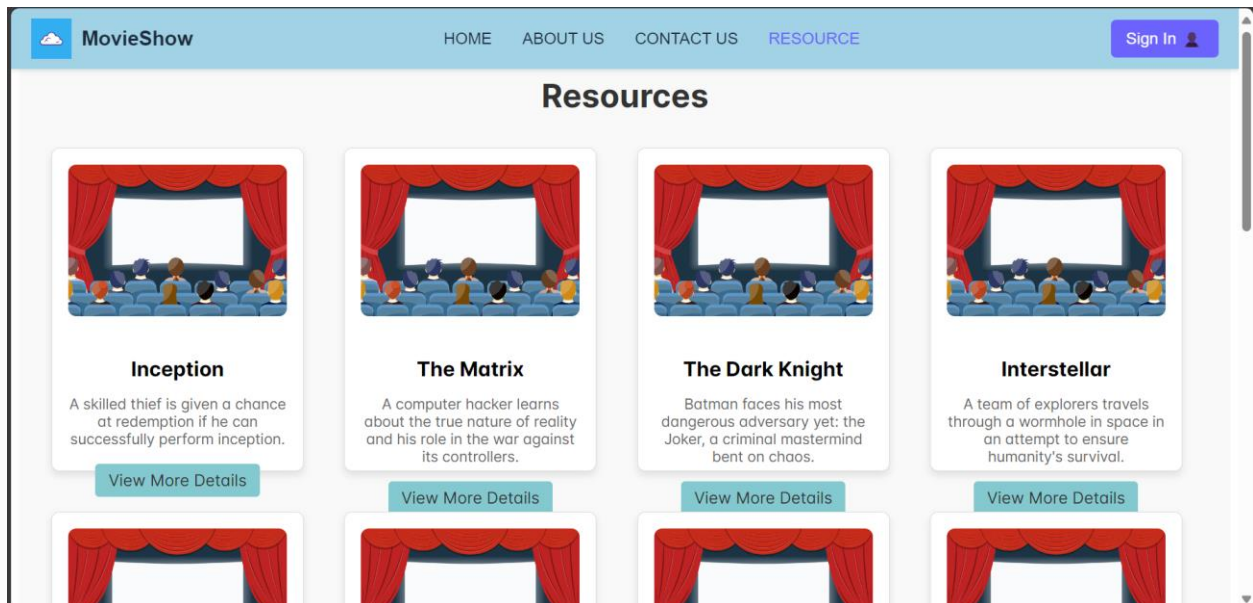 MovieShow
HOME
ABOUT US
CONTACT US
RESOURCE
Sign In
Resources
Inception
A skilled thief is given a chance
at redemption if he can
successfully perform inception.
View More Details
The Matrix
A computer hacker learns
about the true nature of reality
and his role in the war against
its controllers.
View More Details
The Dark Knight
Batman faces his most
dangerous adversary yet: the
Joker, a criminal mastermind
bent on chaos.
View More Details
Interstellar
A team of explorers travels
through a wormhole in space in
an attempt to ensure
humanity's survival.
View More Details